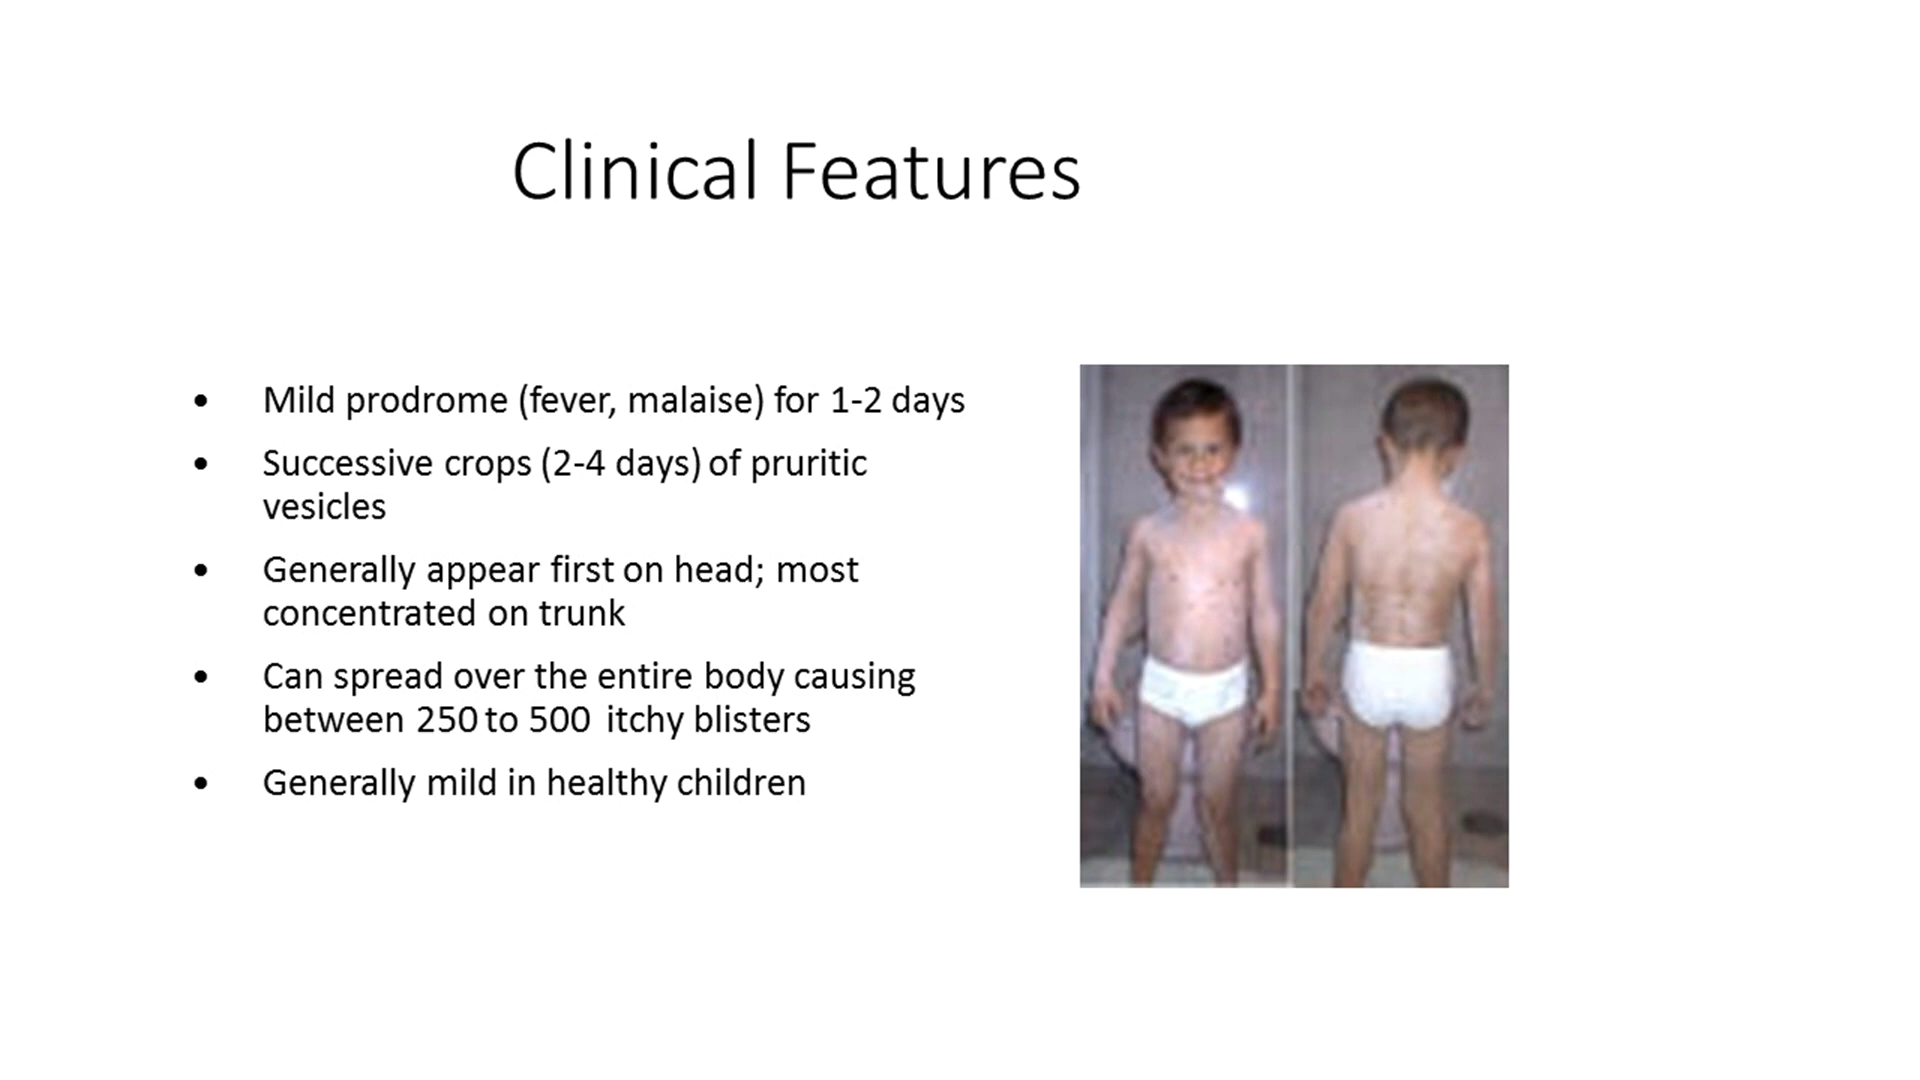 Clinical Features
• Mild prodrome (fever, malaise) for 1-2 days
• Successive crops (2-4 days) of pruritic
vesicles
• Generally appear first on head; most
concentrated on trunk
• Can spread over the entire body causing
between 250 to 500 itchy blisters
• Generally mild in healthy children